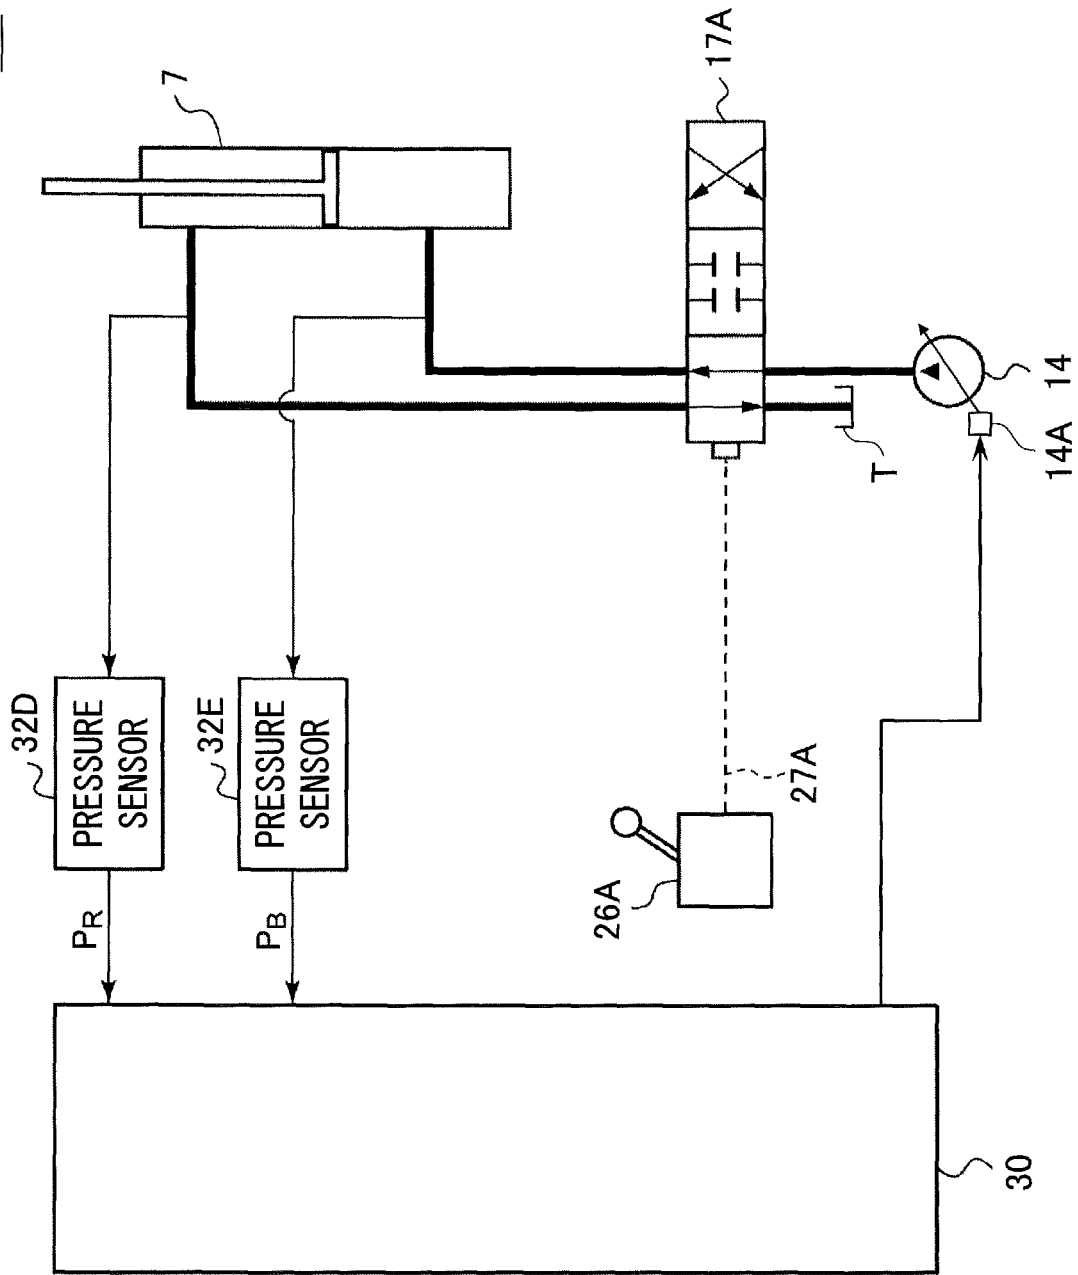 7
17A
32D
PRESSURE
SENSOR
32E
PRESSURE
SENSOR
PR
PB
26A
27A
T
14
14A
30